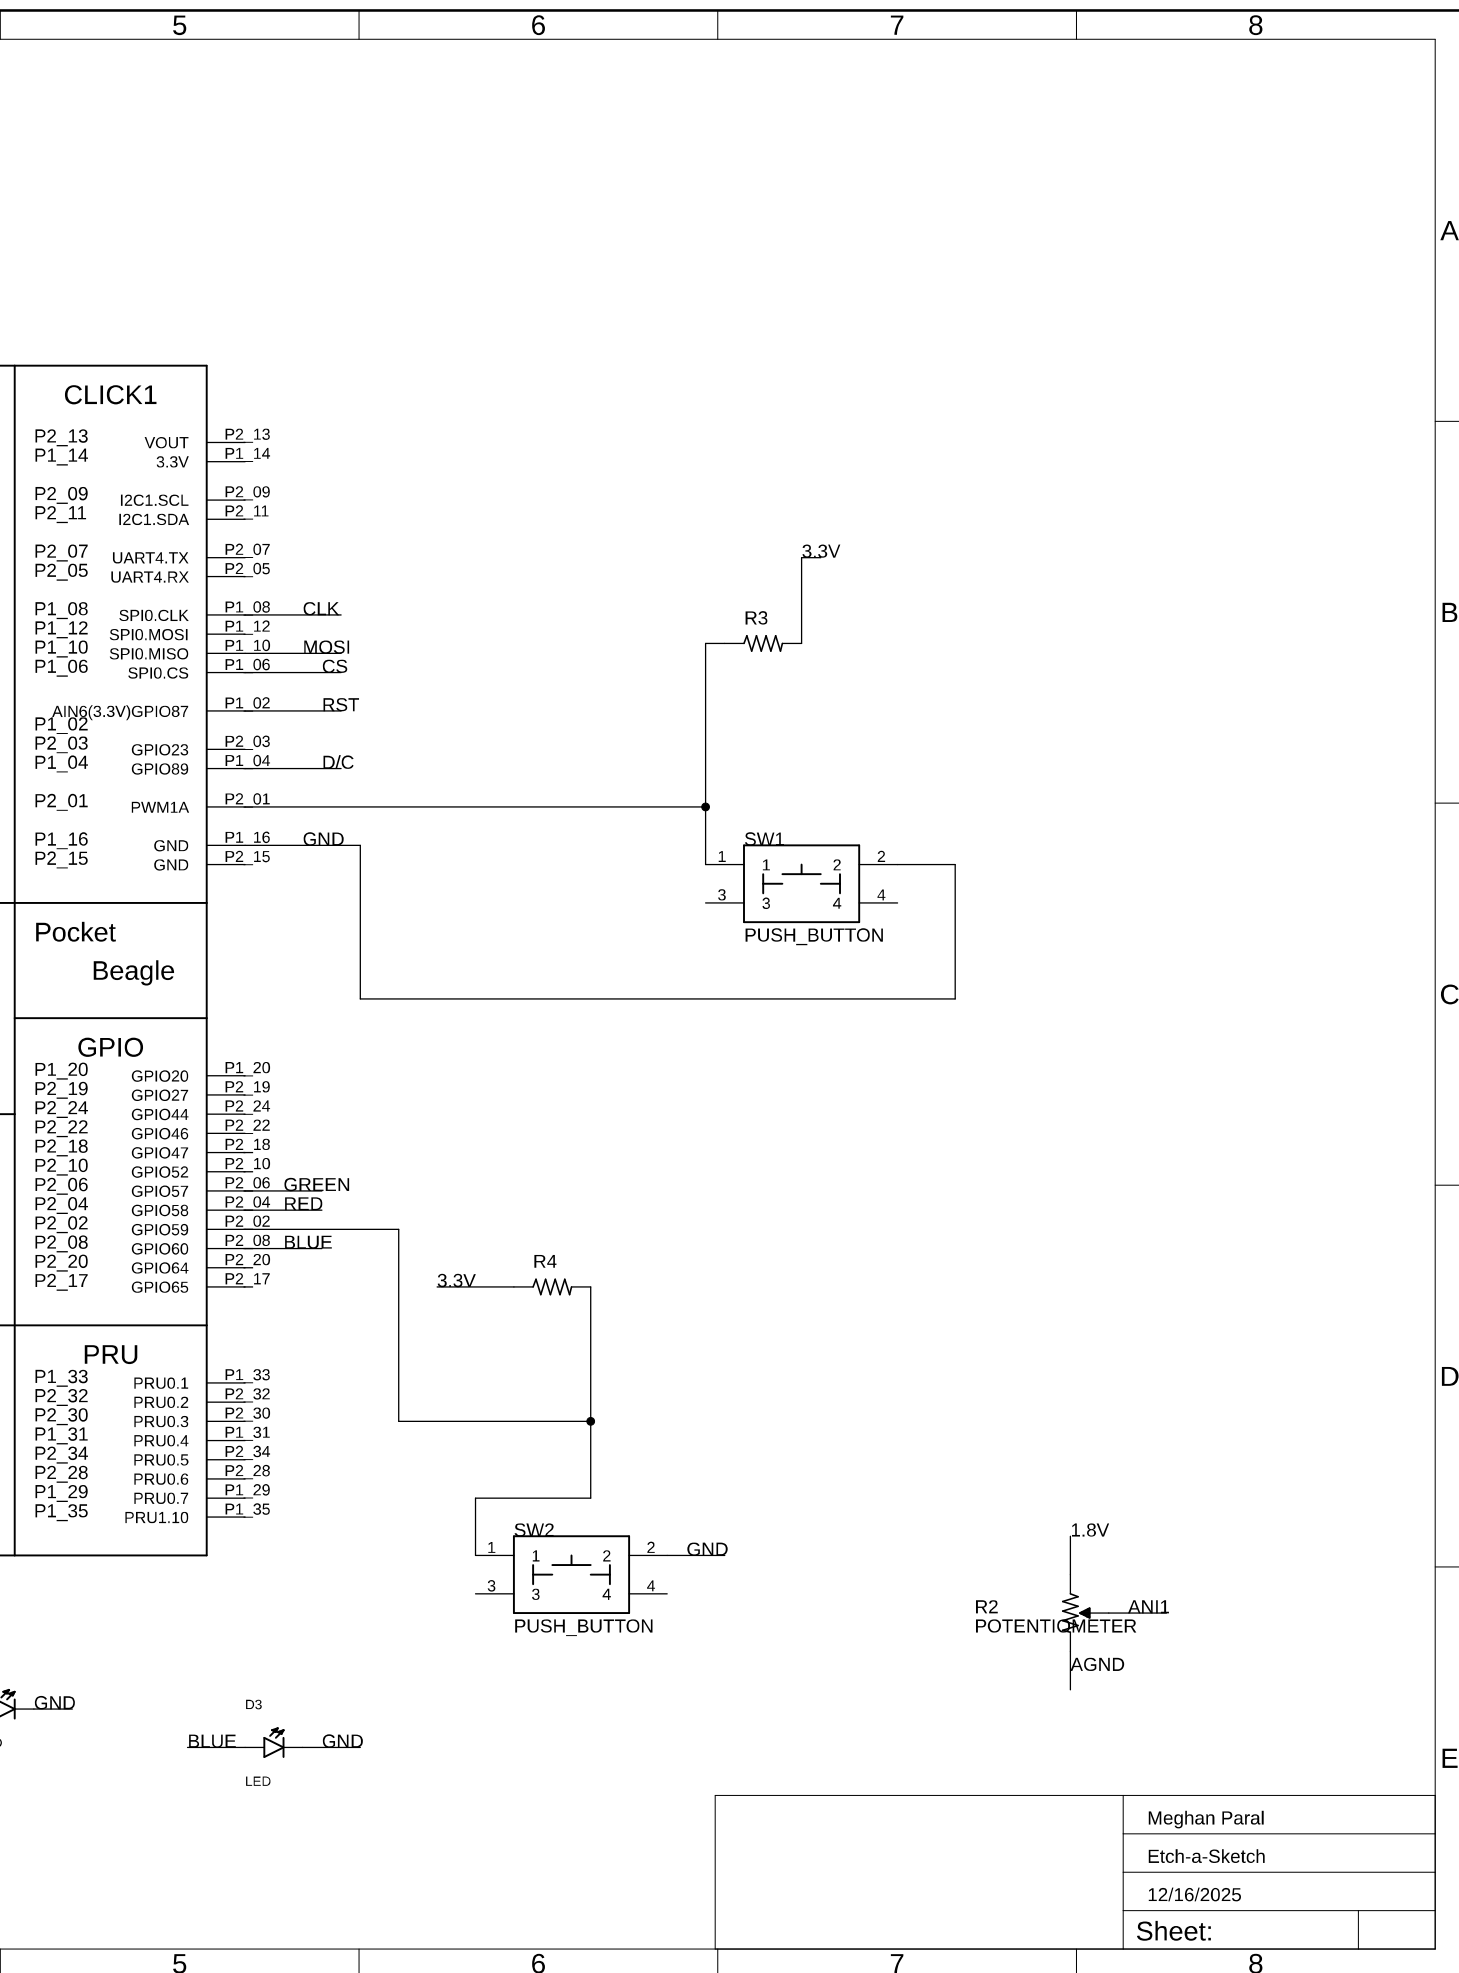 5 6 7 8
A
CLICK1
P2_13 VOUT P2_13
P1_14 3.3V P1_14
P2_09 I2C1.SCL P2_09
P2_11 I2C1.SDA P2_11
P2_07 UART4.TX P2_07 3.3V
P2_05 UART4.RX P2_05
P1_08 SPI0.CLK P1_08 CLK R3 B
P1_12 SPI0.MOSI P1_12
P1_10 SPI0.MISO P1_10 MOSI
P1_06 SPI0.CS P1_06 CS
AIN6(3.3V)GPIO87 P1_02 RST
P1_02
P2_03 GPIO23 P2_03
P1_04 GPIO89 P1_04 D/C
P2_01 PWM1A P2_01
P1_16 GND P1_16 GND SW1
P2_15 GND P2_15 1 1 2 2
3 3 4 4
PUSH_BUTTON
Pocket
Beagle
C
GPIO
P1_20 GPIO20 P1_20
P2_19 GPIO27 P2_19
P2_24 GPIO44 P2_24
P2_22 GPIO46 P2_22
P2_18 GPIO47 P2_18
P2_10 GPIO52 P2_10
P2_06 GPIO57 P2_06 GREEN
P2_04 GPIO58 P2_04 RED
P2_02 GPIO59 P2_02
P2_08 GPIO60 P2_08 BLUE
P2_20 GPIO64 P2_20 R4
P2_17 GPIO65 P2_17 3.3V
PRU
P1_33 PRU0.1 P1_33 D
P2_32 PRU0.2 P2_32
P2_30 PRU0.3 P2_30
P1_31 PRU0.4 P1_31
P2_34 PRU0.5 P2_34
P2_28 PRU0.6 P2_28
P1_29 PRU0.7 P1_29
P1_35 PRU1.10 P1_35
SW2 1.8V
1 1 2 2 GND
3 3 4 4
R2 ANI1
PUSH_BUTTON POTENTIOMETER
AGND
GND D3
BLUE GND
LED
E
Meghan Paral
Etch-a-Sketch
12/16/2025
Sheet:
5 6 7 8